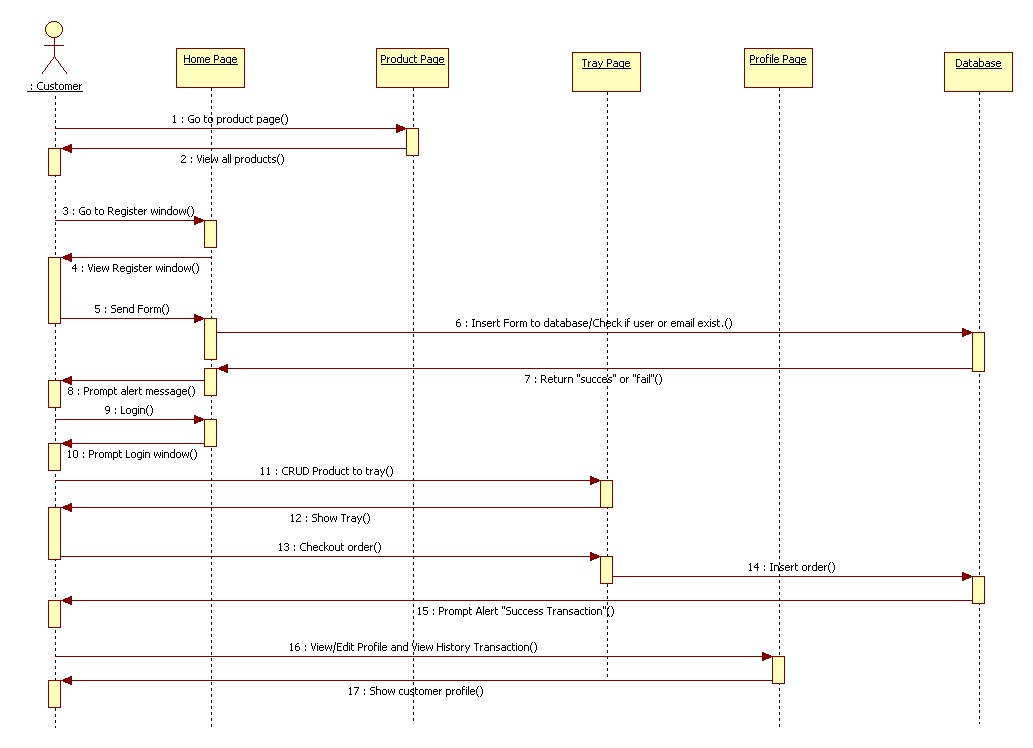 : Customer
Home Page
Product Page
Tray Page
Profile Page
Database
1 : Go to product page()
2 : View all products()
3 : Go to Register window()
4 : View Register window()
5 : Send Form()
6 : Insert Form to database/Check if user or email exist.()
7 : Return "succes" or "fail"()
8 : Prompt alert message()
9 : Login()
10 : Prompt Login window()
11 : CRUD Product to tray()
12 : Show Tray()
13 : Checkout order()
14 : Insert order()
15 : Prompt Alert "Success Transaction"()
16 : View/Edit Profile and View History Transaction()
17 : Show customer profile()